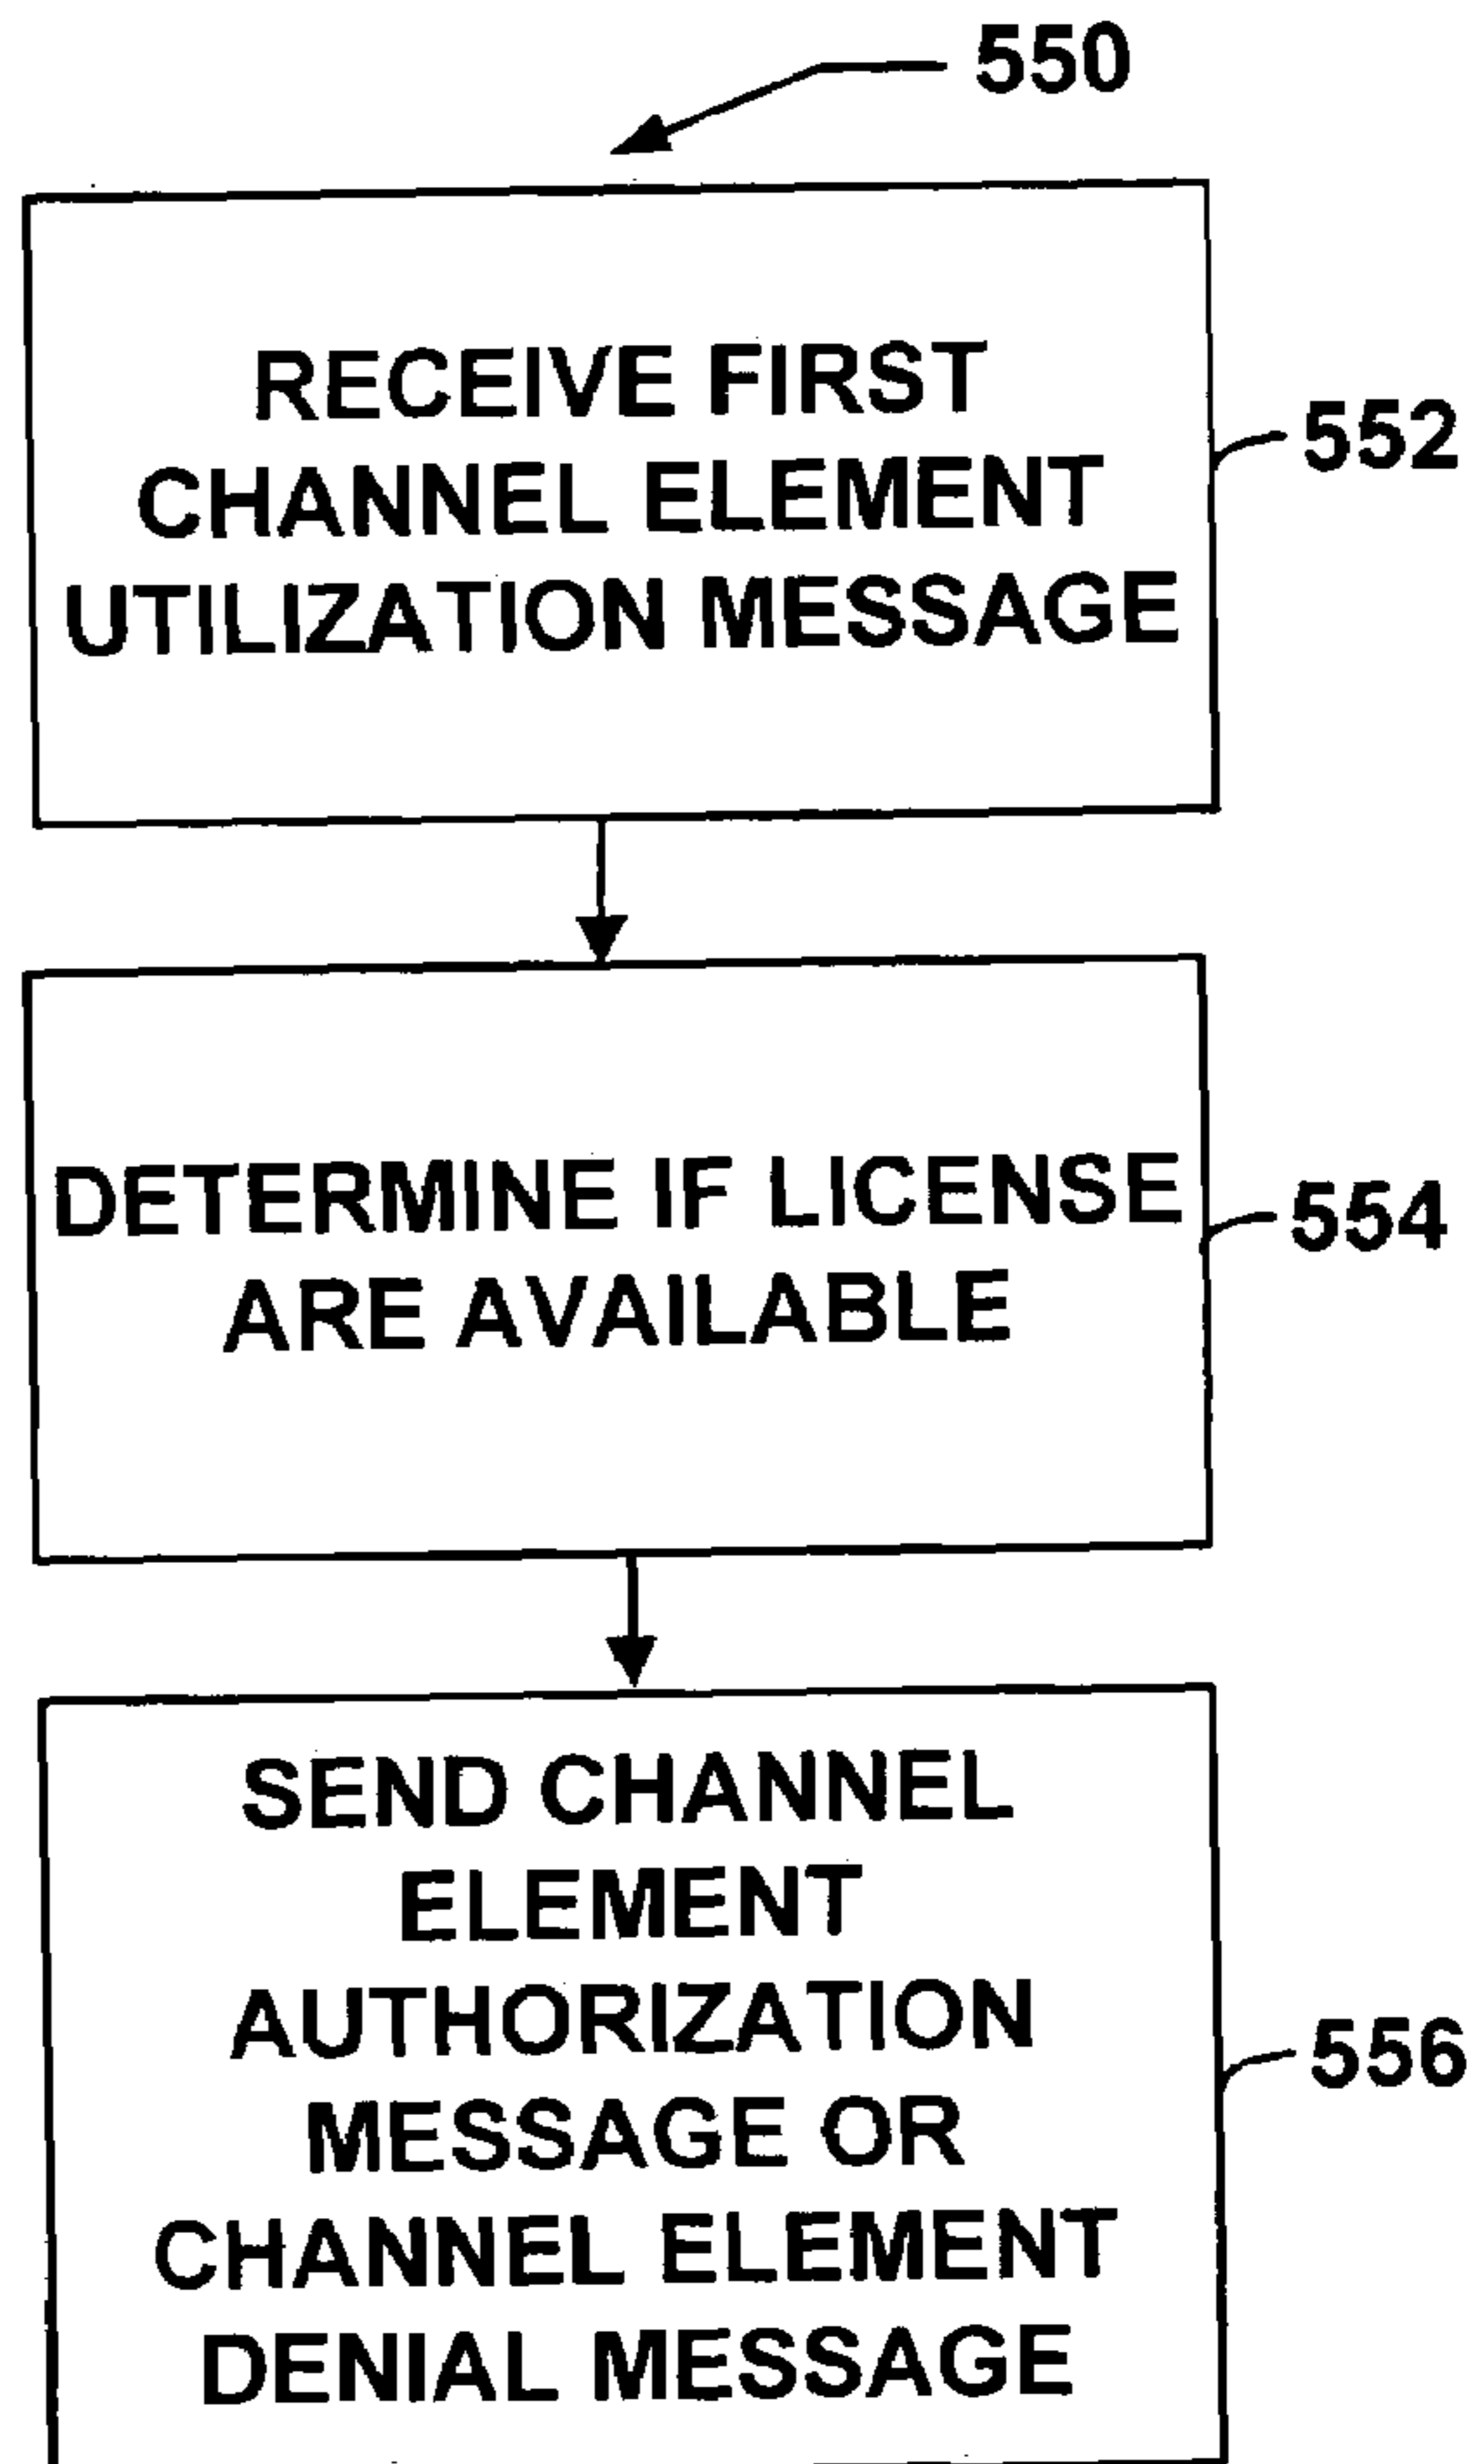 550
RECEIVE FIRST
CHANNEL ELEMENT
UTILIZATION MESSAGE
552
DETERMINE IF LICENSE
ARE AVAILABLE
554
SEND CHANNEL
ELEMENT
AUTHORIZATION
MESSAGE OR
CHANNEL ELEMENT
DENIAL MESSAGE
556